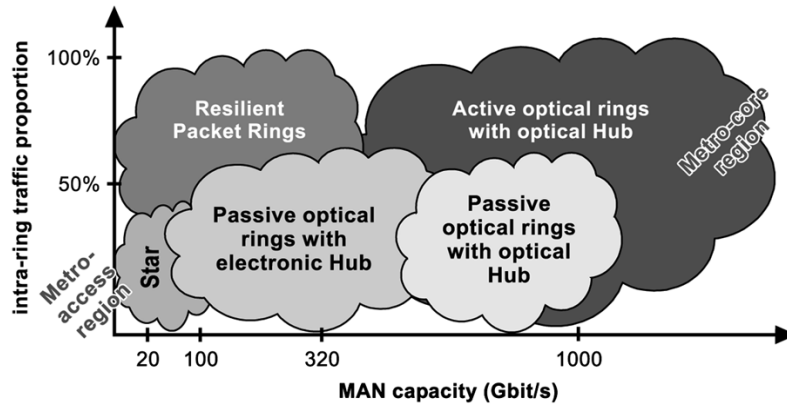 intra-ring traffic proportion
100%
50%
Resilient
Packet Rings
Active optical rings
with optical Hub
Metro-core
region
Passive optical
rings with
electronic Hub
Passive
optical rings
with optical
Hub
Star
Metro-
access
region
20
100
320
1000
MAN capacity (Gbit/s)